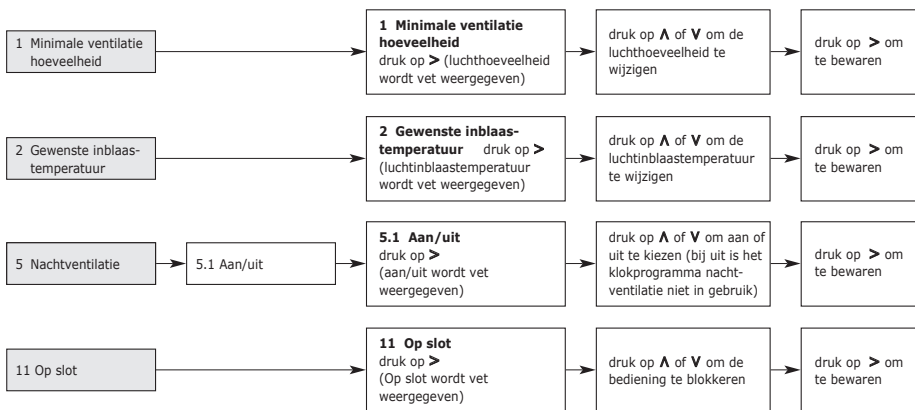 1 Minimale ventilatie
hoeveelheid
1 Minimale ventilatie
hoeveelheid
druk op > (luchthoeveelheid
wordt vet weergegeven)
druk op ∧ of ∨ om de
luchthoeveelheid te
wijzigen
druk op > om
te bewaren
2 Gewenste inblaas-
temperatuur
2 Gewenste inblaas-
temperatuur druk op >
(luchtinblaastemperatuur
wordt vet weergegeven)
druk op ∧ of ∨ om de
luchtinblaastemperatuur
te wijzigen
druk op > om
te bewaren
5 Nachtventilatie
5.1 Aan/uit
5.1 Aan/uit
druk op >
(aan/uit wordt vet
weergegeven)
druk op ∧ of ∨ om aan of
uit te kiezen (bij uit is het
klokprogramma nacht-
ventilatie niet in gebruik)
druk op > om
te bewaren
11 Op slot
11 Op slot
druk op >
(Op slot wordt vet
weergegeven)
druk op ∧ of ∨ om de
bediening te blokkeren
druk op > om
te bewaren